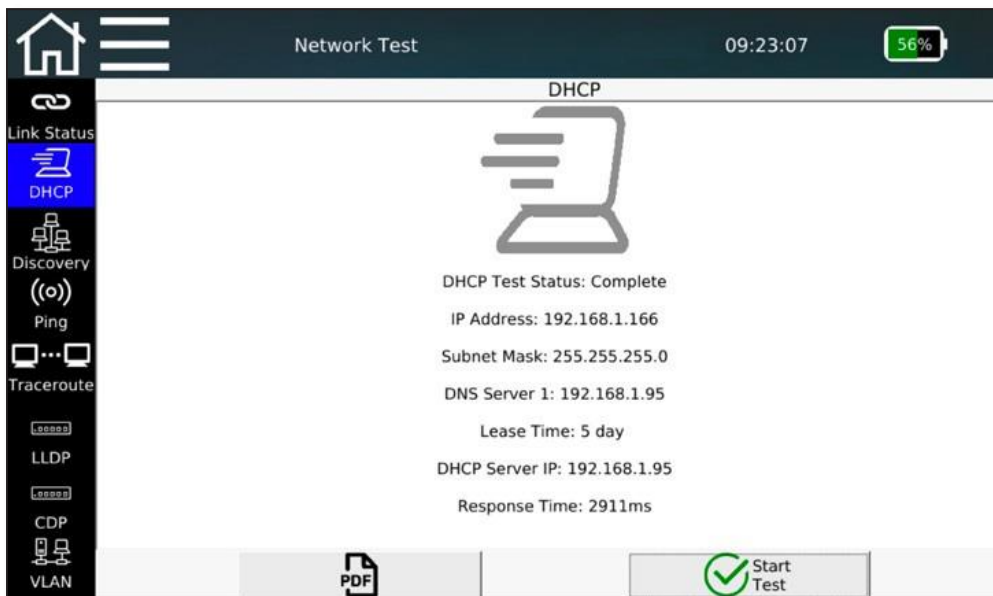 Network Test
09:23:07
56%
DHCP
Link Status
DHCP
Discovery
Ping
Traceroute
LLDP
CDP
VLAN
DHCP Test Status: Complete
IP Address: 192.168.1.166
Subnet Mask: 255.255.255.0
DNS Server 1: 192.168.1.95
Lease Time: 5 day
DHCP Server IP: 192.168.1.95
Response Time: 2911ms
PDF
Start
Test